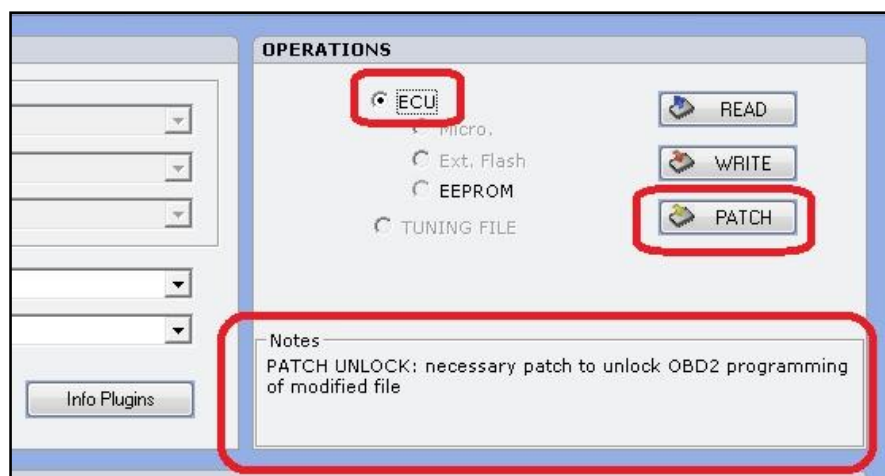 OPERATIONS
ECU
Micro.
Ext. Flash
EEPROM
TUNING FILE
READ
WRITE
PATCH
Notes
PATCH UNLOCK: necessary patch to unlock OBD2 programming
of modified file
Info Plugins